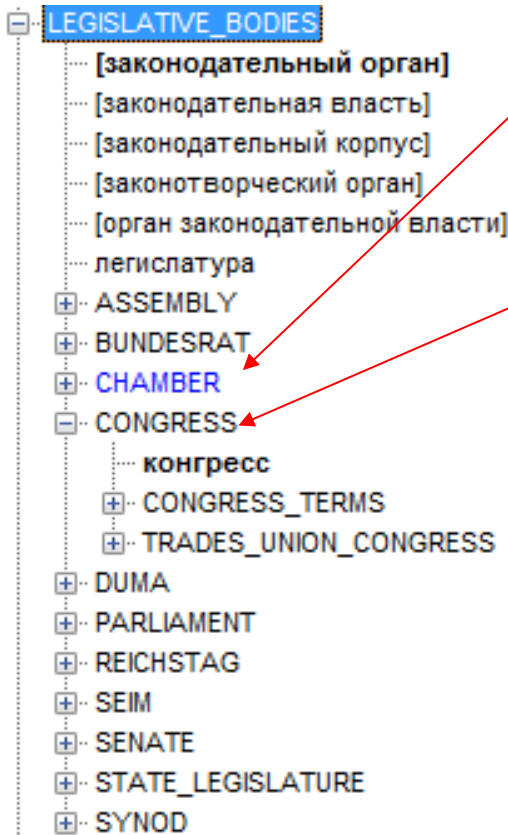 LEGISLATIVE_BODIES
[законодательный орган]
[законодательная власть]
[законодательный корпус]
[законотворческий орган]
[орган законодательной власти]
легислатура
ASSEMBLY
BUNDESRAT
CHAMBER
CONGRESS
конгресс
CONGRESS_TERMS
TRADES_UNION_CONGRESS
DUMA
PARLIAMENT
REICHSTAG
SEIM
SENATE
STATE_LEGISLATURE
SYNOD